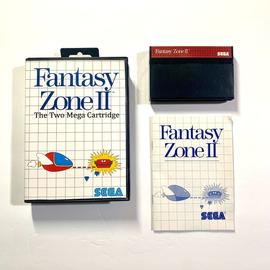 Fantasy
Zone II
The Two Mega Cartridge
SEGA
Fantasy Zone II
SEGA
Fantasy
Zone II
SEGA